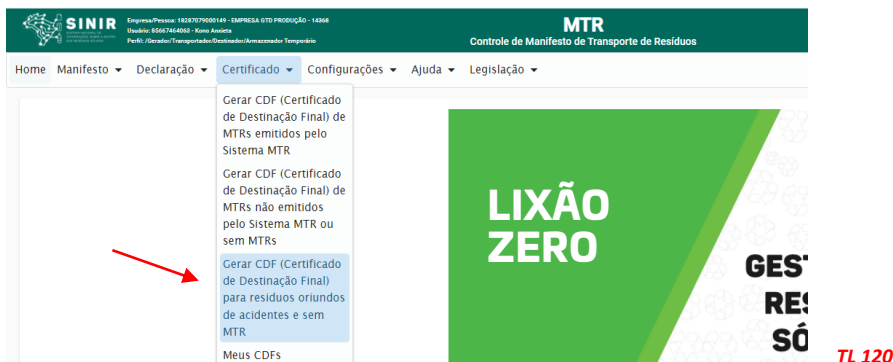 SINIR
Empresa/Pessoa: 18287079000149 - EMPRESA GTD PRODUÇÃO - 14368
Usuário: 85667464063 - Kono Anxieta
Perfil: /Gerador/Transportador/Destinador/Armazenador Temporário
MTR
Controle de Manifesto de Transporte de Resíduos
Home Manifesto Declaração Certificado Configurações Ajuda Legislação
Gerar CDF (Certificado
de Destinação Final) de
MTRs emitidos pelo
Sistema MTR
Gerar CDF (Certificado
de Destinação Final) de
MTRs não emitidos
pelo Sistema MTR ou
sem MTRs
Gerar CDF (Certificado
de Destinação Final)
para resíduos oriundos
de acidentes e sem
MTR
Meus CDFs
LIXÃO
ZERO
GES
RE
SÓ
TL 120